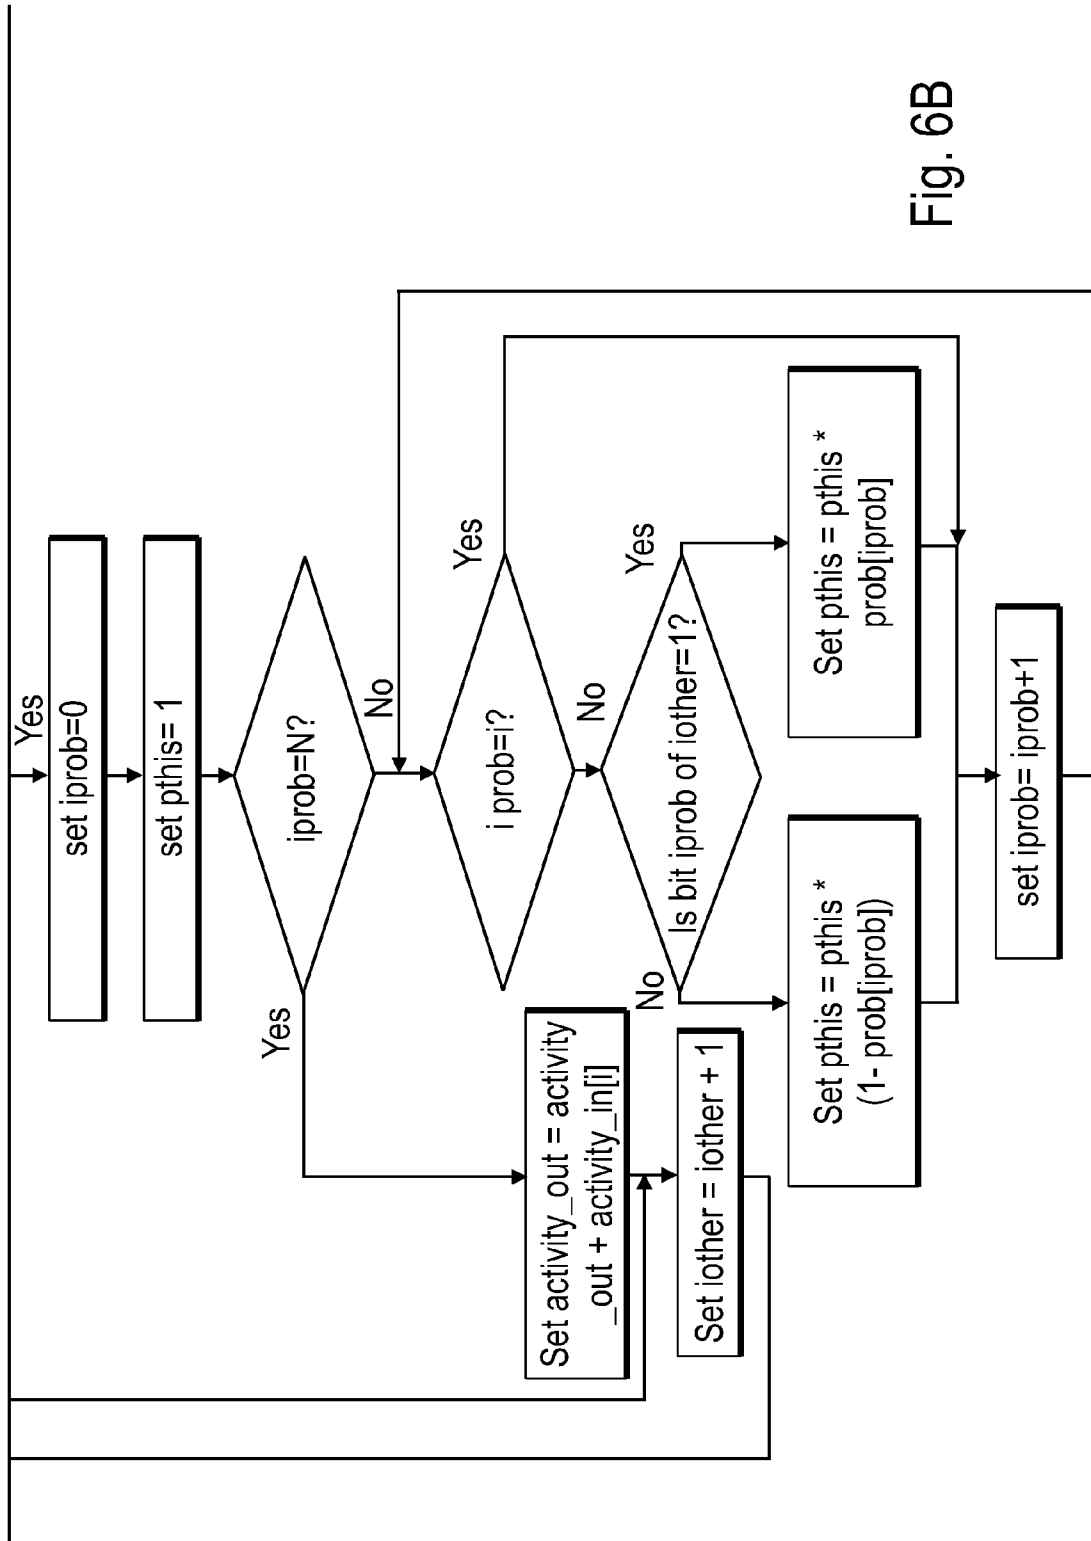 Yes
set iprob=0
set pthis= 1
iprob=N?
Yes
No
i prob=i?
Yes
No
Is bit iprob of iother=1?
No
Yes
Set activity_out = activity
_out + activity_in[i]
Set iother = iother + 1
Set pthis = pthis *
(1- prob[iprob])
Set pthis = pthis *
prob[iprob]
set iprob= iprob+1
Fig. 6B